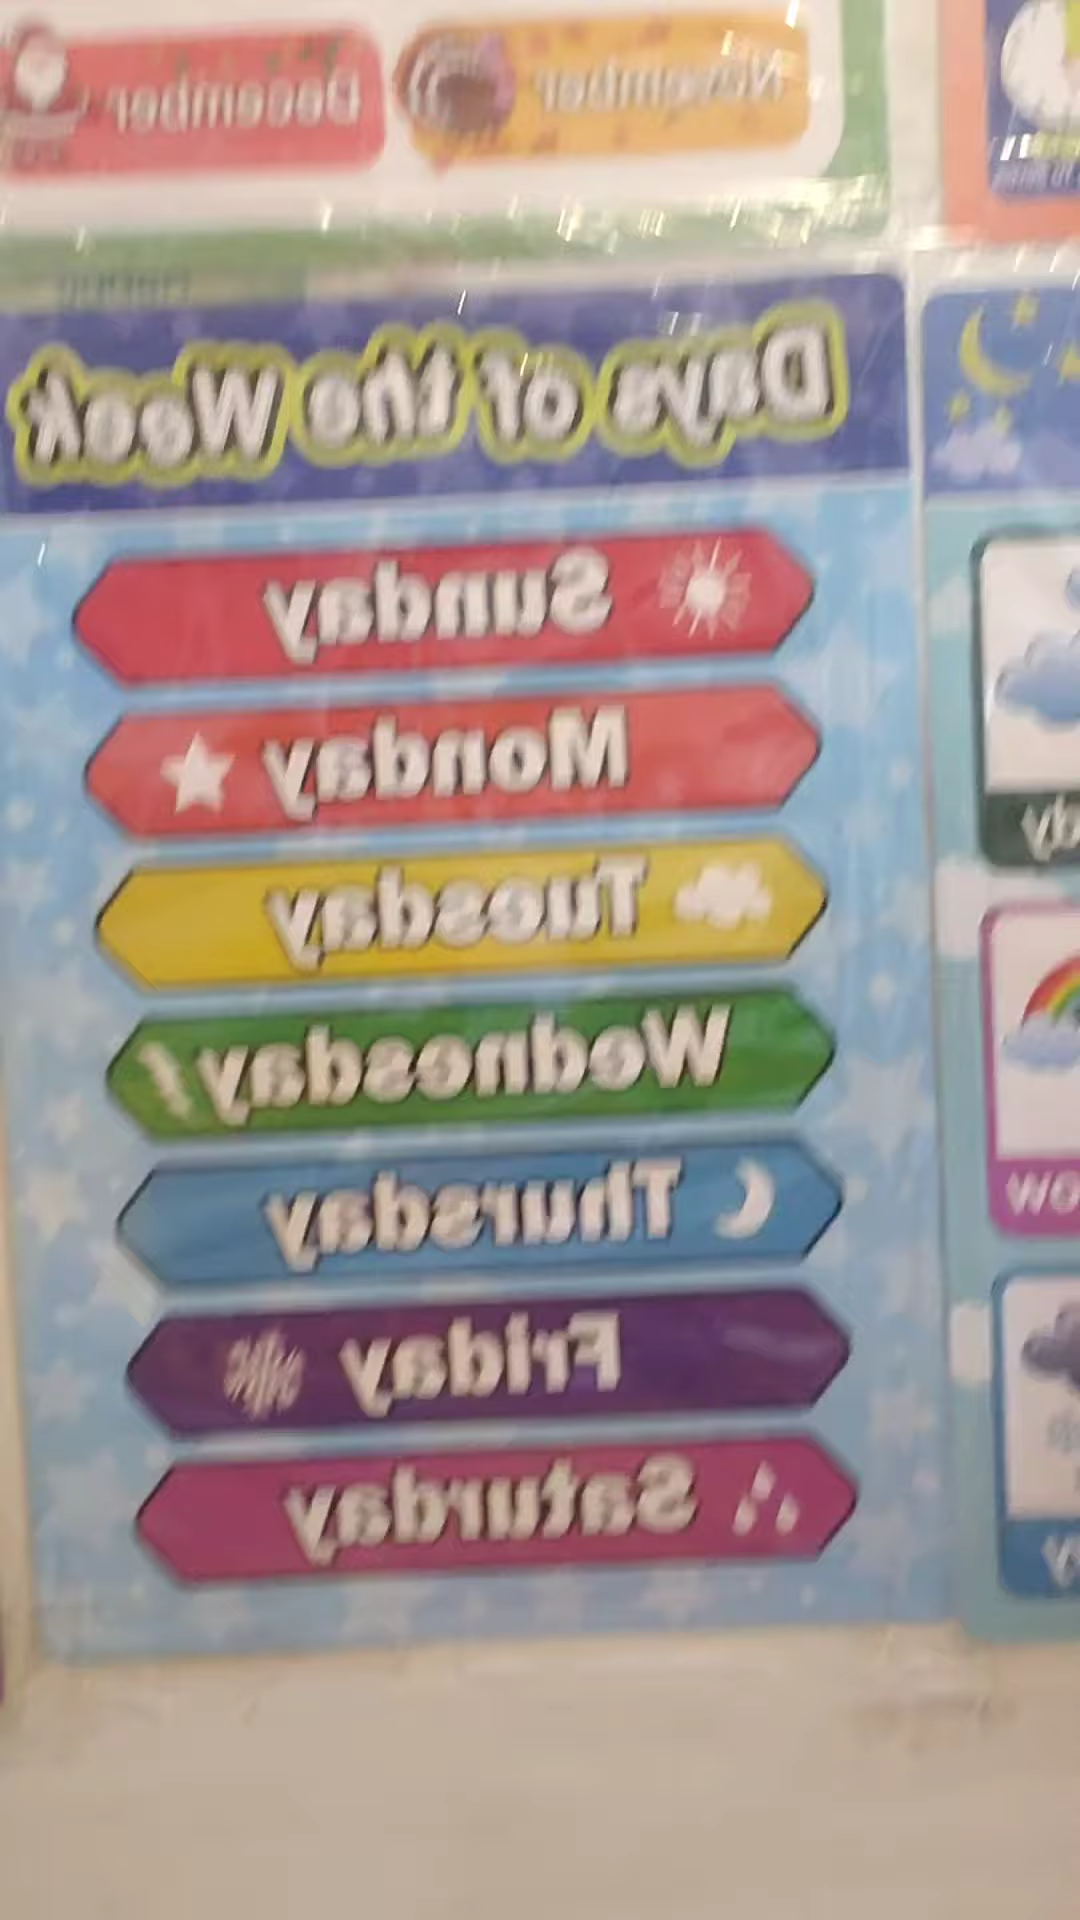 November December
Days of the Week
Sunday
Monday
Tuesday
Wednesday
Thursday
Friday
Saturday